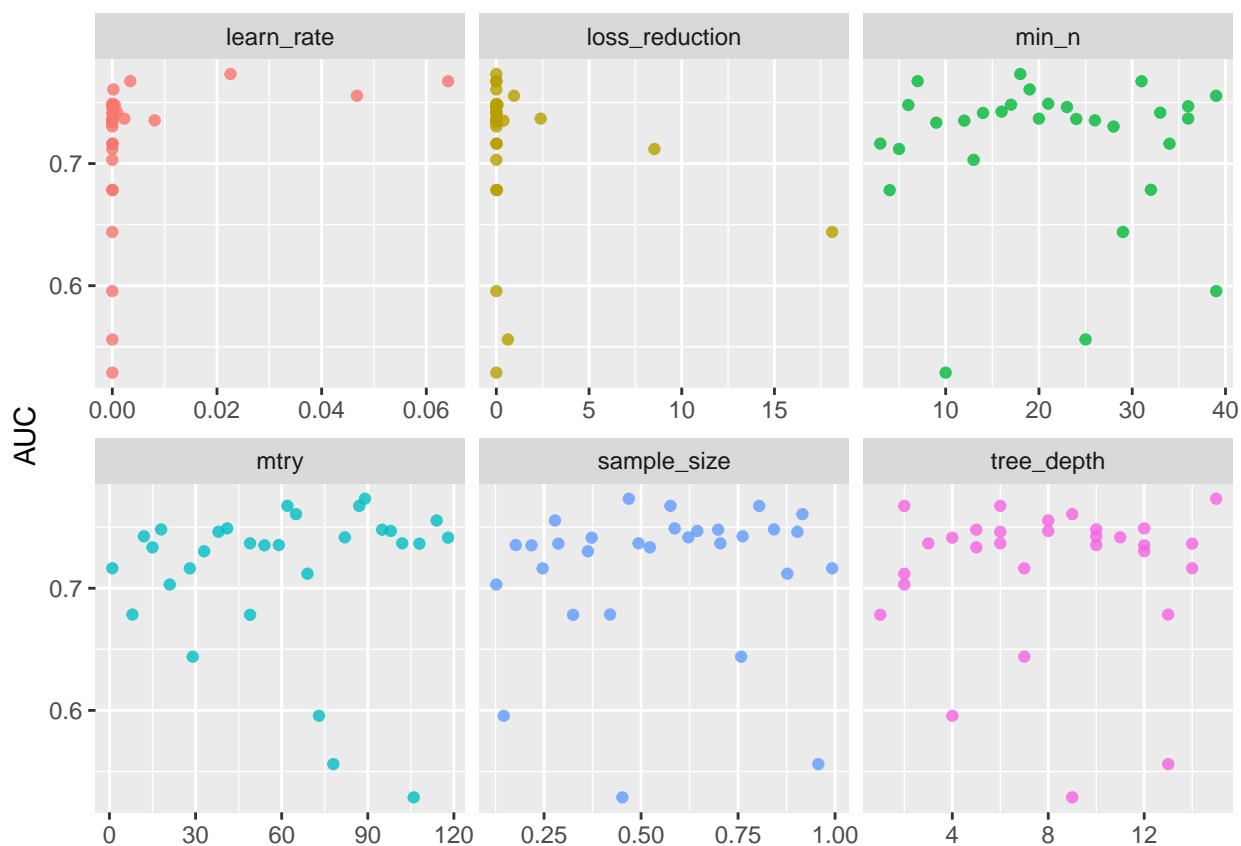 learn_rate loss_reduction min_n
0.7
0.6
0.00 0.02 0.04 0.06 0 5 10 15 10 20 30 40
AUC
mtry sample_size tree_depth
0.7
0.6
0 30 60 90 120 0.25 0.50 0.75 1.00 4 8 12